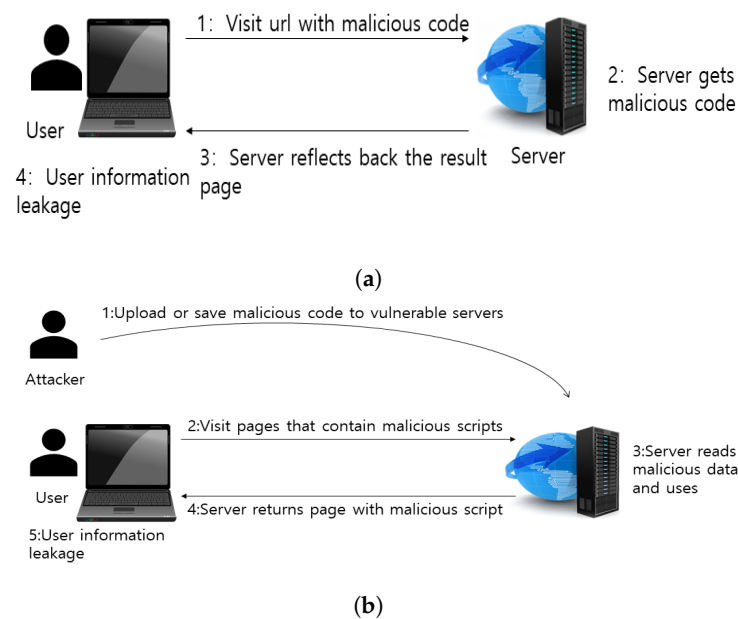 1: Visit url with malicious code
2: Server gets
malicious code
User
3: Server reflects back the result
page
Server
4: User information
leakage
(a)
1:Upload or save malicious code to vulnerable servers
Attacker
2:Visit pages that contain malicious scripts
3:Server reads
malicious data
and uses
User
4:Server returns page with malicious script
5:User information
leakage
(b)